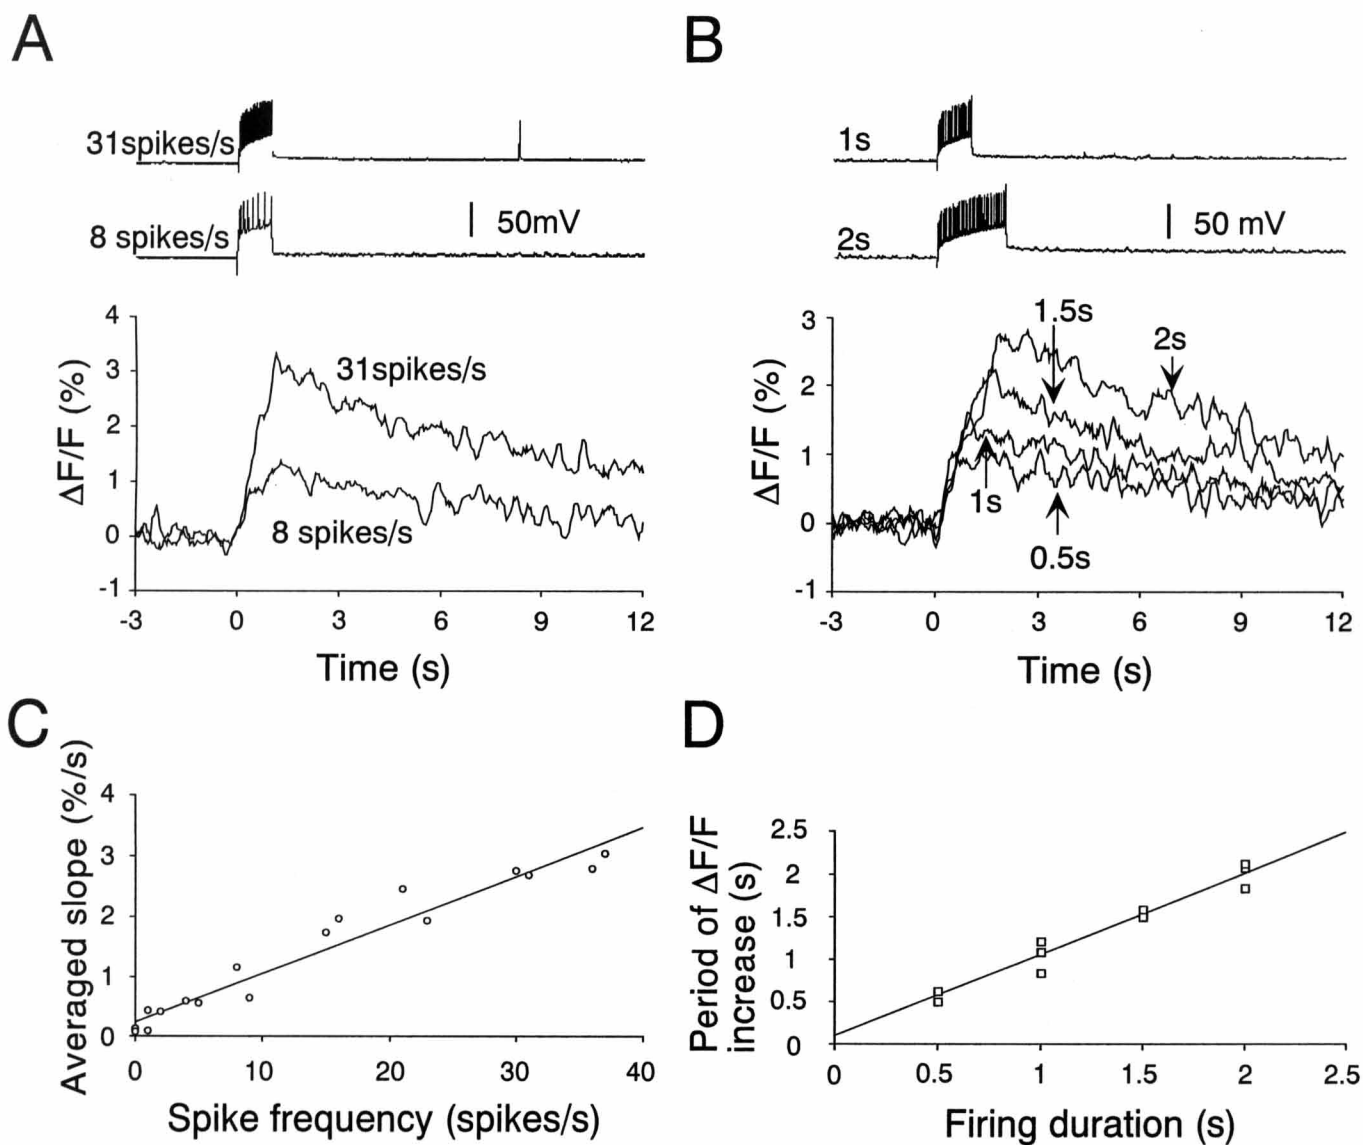 A
31spikes/s
8 spikes/s
50mV
4
3
2
1
0
-1
ΔF/F (%)
31spikes/s
8 spikes/s
-3 0 3 6 9 12
Time (s)
B
1s
2s
50 mV
3
2
1
0
-1
ΔF/F (%)
1.5s
2s
1s
0.5s
-3 0 3 6 9 12
Time (s)
C
Averaged slope (%/s)
4
3
2
1
0
0 10 20 30 40
Spike frequency (spikes/s)
D
Period of ΔF/F
increase (s)
2.5
2
1.5
1
0.5
0
0 0.5 1 1.5 2 2.5
Firing duration (s)